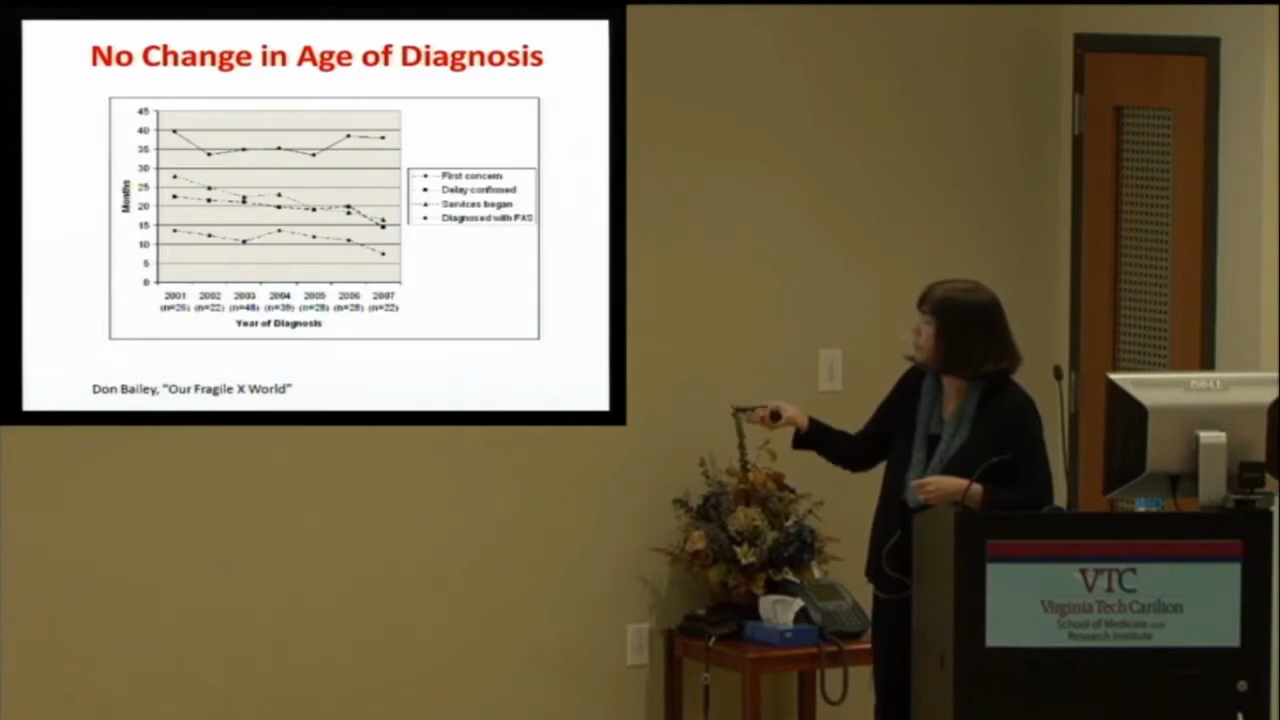 No Change in Age of Diagnosis
45
40
35
30
25
20
15
10
5
0
Months
First concern
Delay confirmed
Services began
Diagnosed with FXS
2001 2002 2003 2004 2005 2006 2007
(n=26) (n=22) (n=48) (n=39) (n=28) (n=28) (n=22)
Year of Diagnosis
Don Bailey, “Our Fragile X World”
DELL
VTC
Virginia Tech Carilion
School of Medicine AND
Research Institute